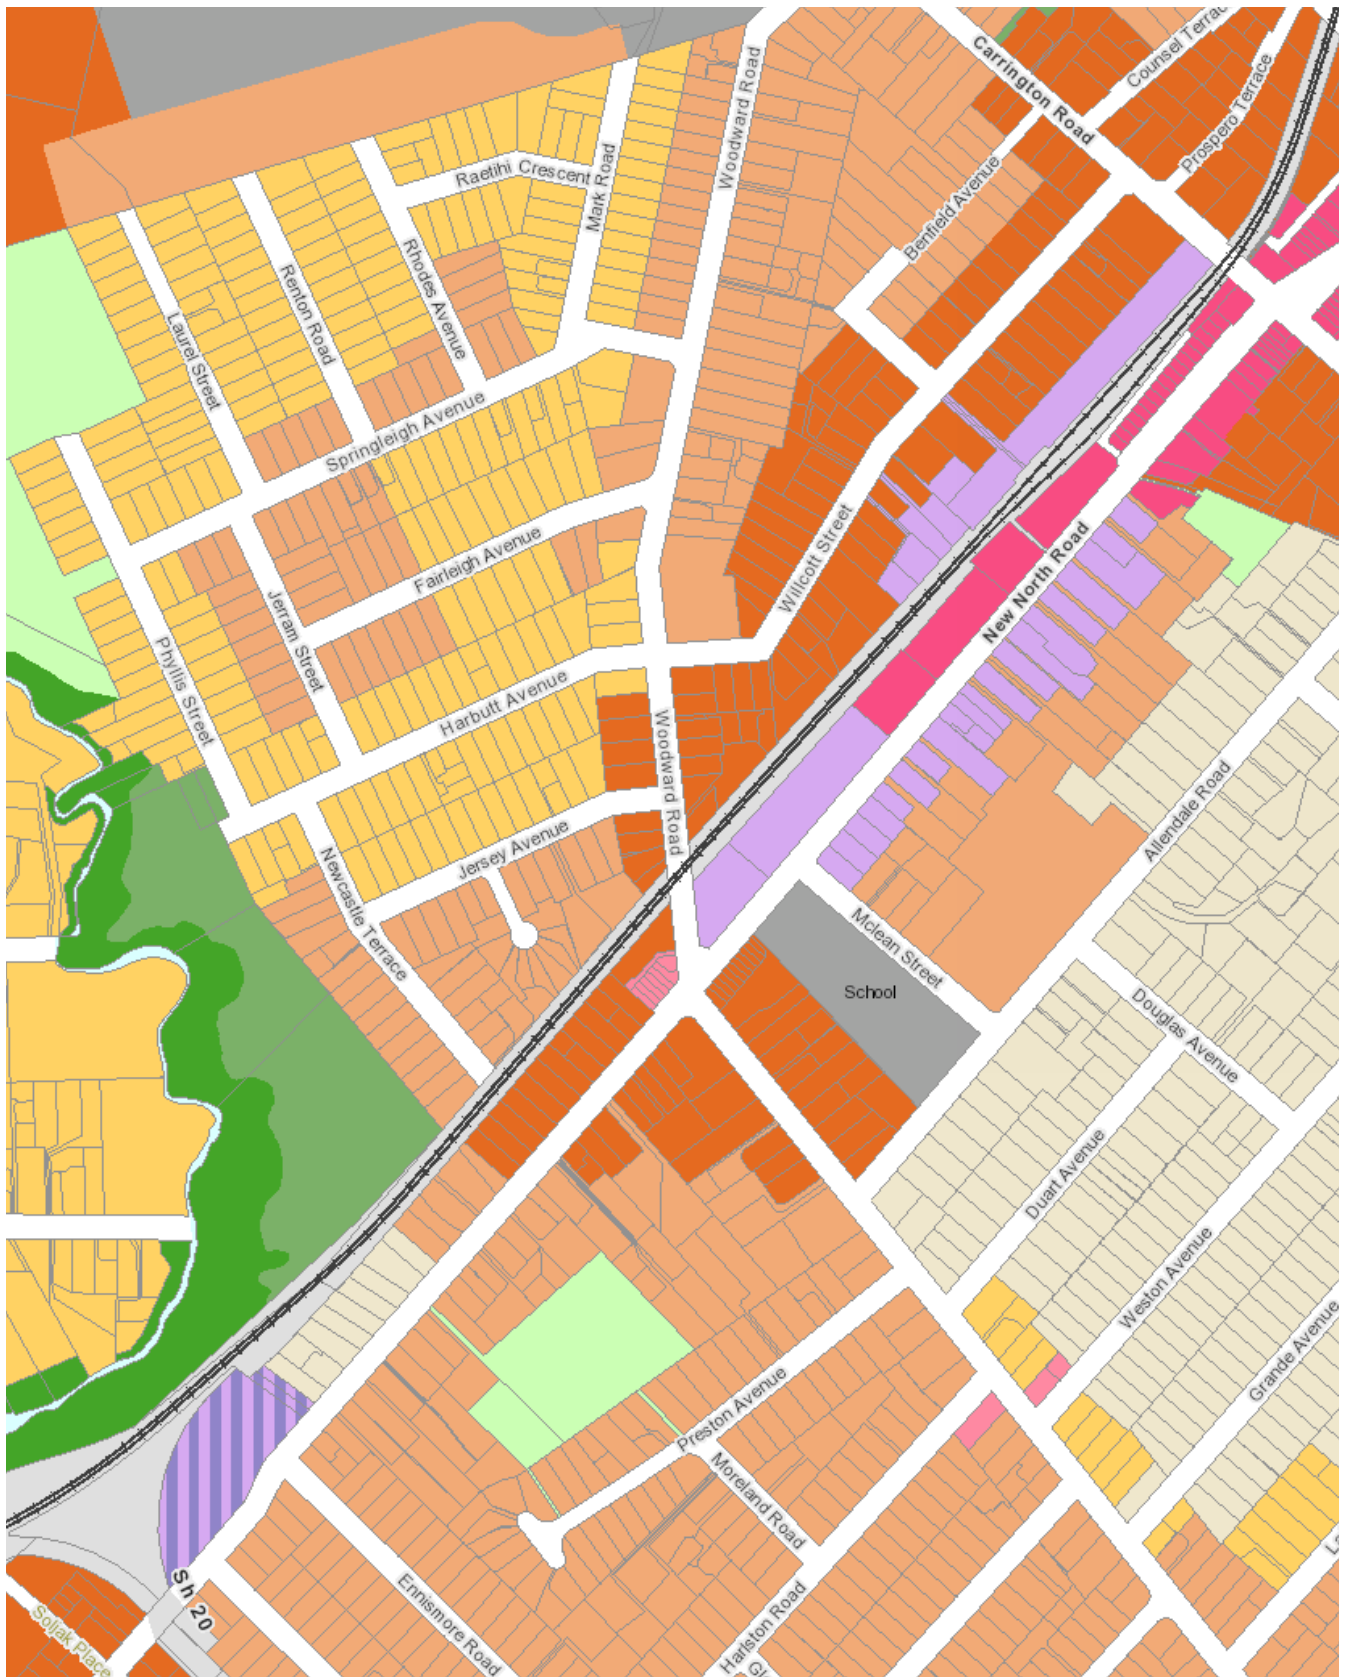 Carrington Road
Counsel Terrac
Prospero Terrace
Woodward Road
Raetihi Crescent
Mark Road
Benfield Avenue
Rhodes Avenue
Renton Road
Laurel Street
Springleigh Avenue
Willcott Street
Fairleigh Avenue
New North Road
Jerram Street
Phyllis Street
Harbutt Avenue
Woodward Road
Allendale Road
Jersey Avenue
Newcastle Terrace
Mclean Street
School
Douglas Avenue
Duart Avenue
Weston Avenue
Grande Avenue
Preston Avenue
Moreland Road
Sh 20
Ennismore Road
Harlston Road
Soljak Place
Gl
L